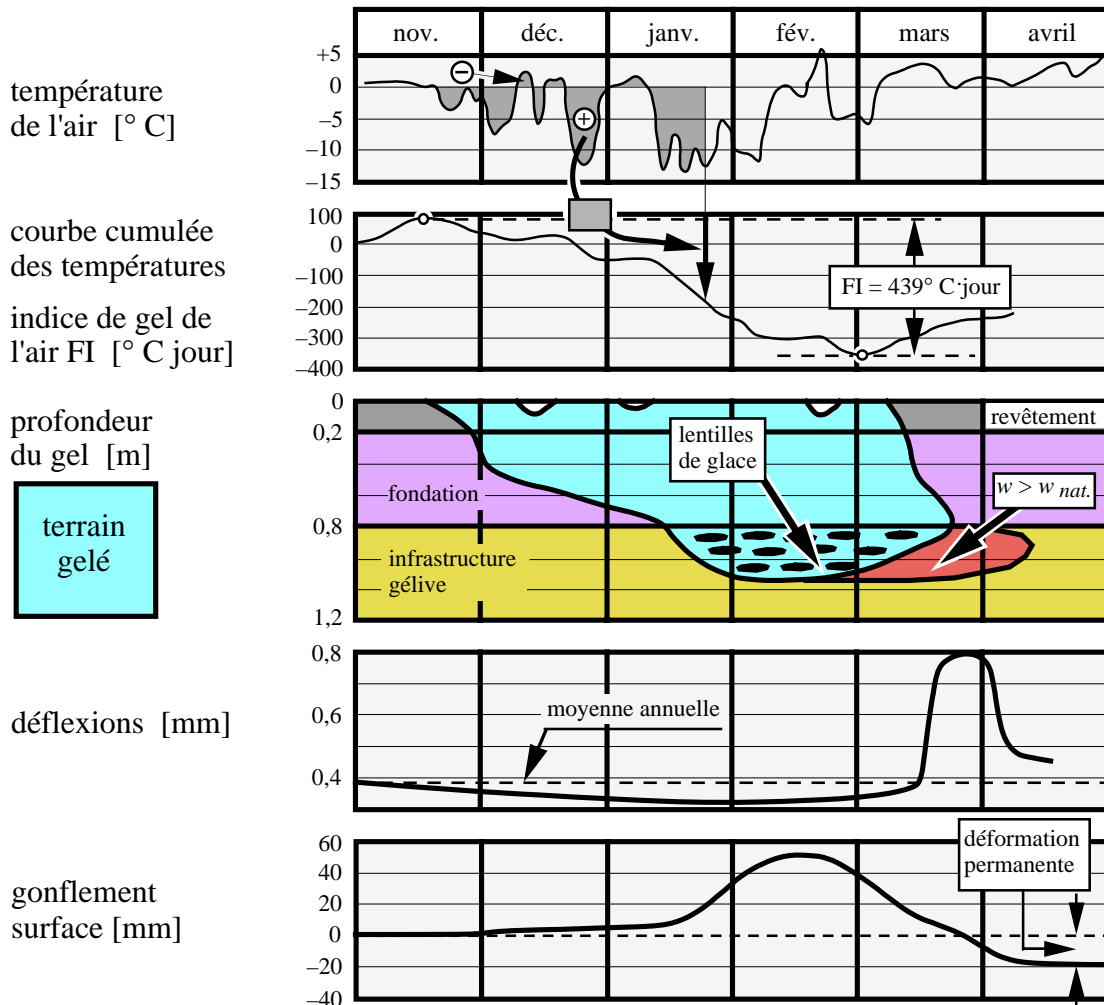 nov.
déc.
janv.
fév.
mars
avril
température
de l'air [° C]
+5
0
−5
−10
−15
−
+
courbe cumulée
des températures
indice de gel de
l'air FI [° C jour]
100
0
−100
−200
−300
−400
FI = 439° C·jour
profondeur
du gel [m]
terrain
gelé
0
0,2
0,8
1,2
revêtement
lentilles
de glace
w > w nat.
fondation
infrastructure
gélive
déflexions [mm]
0,8
0,6
0,4
moyenne annuelle
gonflement
surface [mm]
60
40
20
0
−20
−40
déformation
permanente